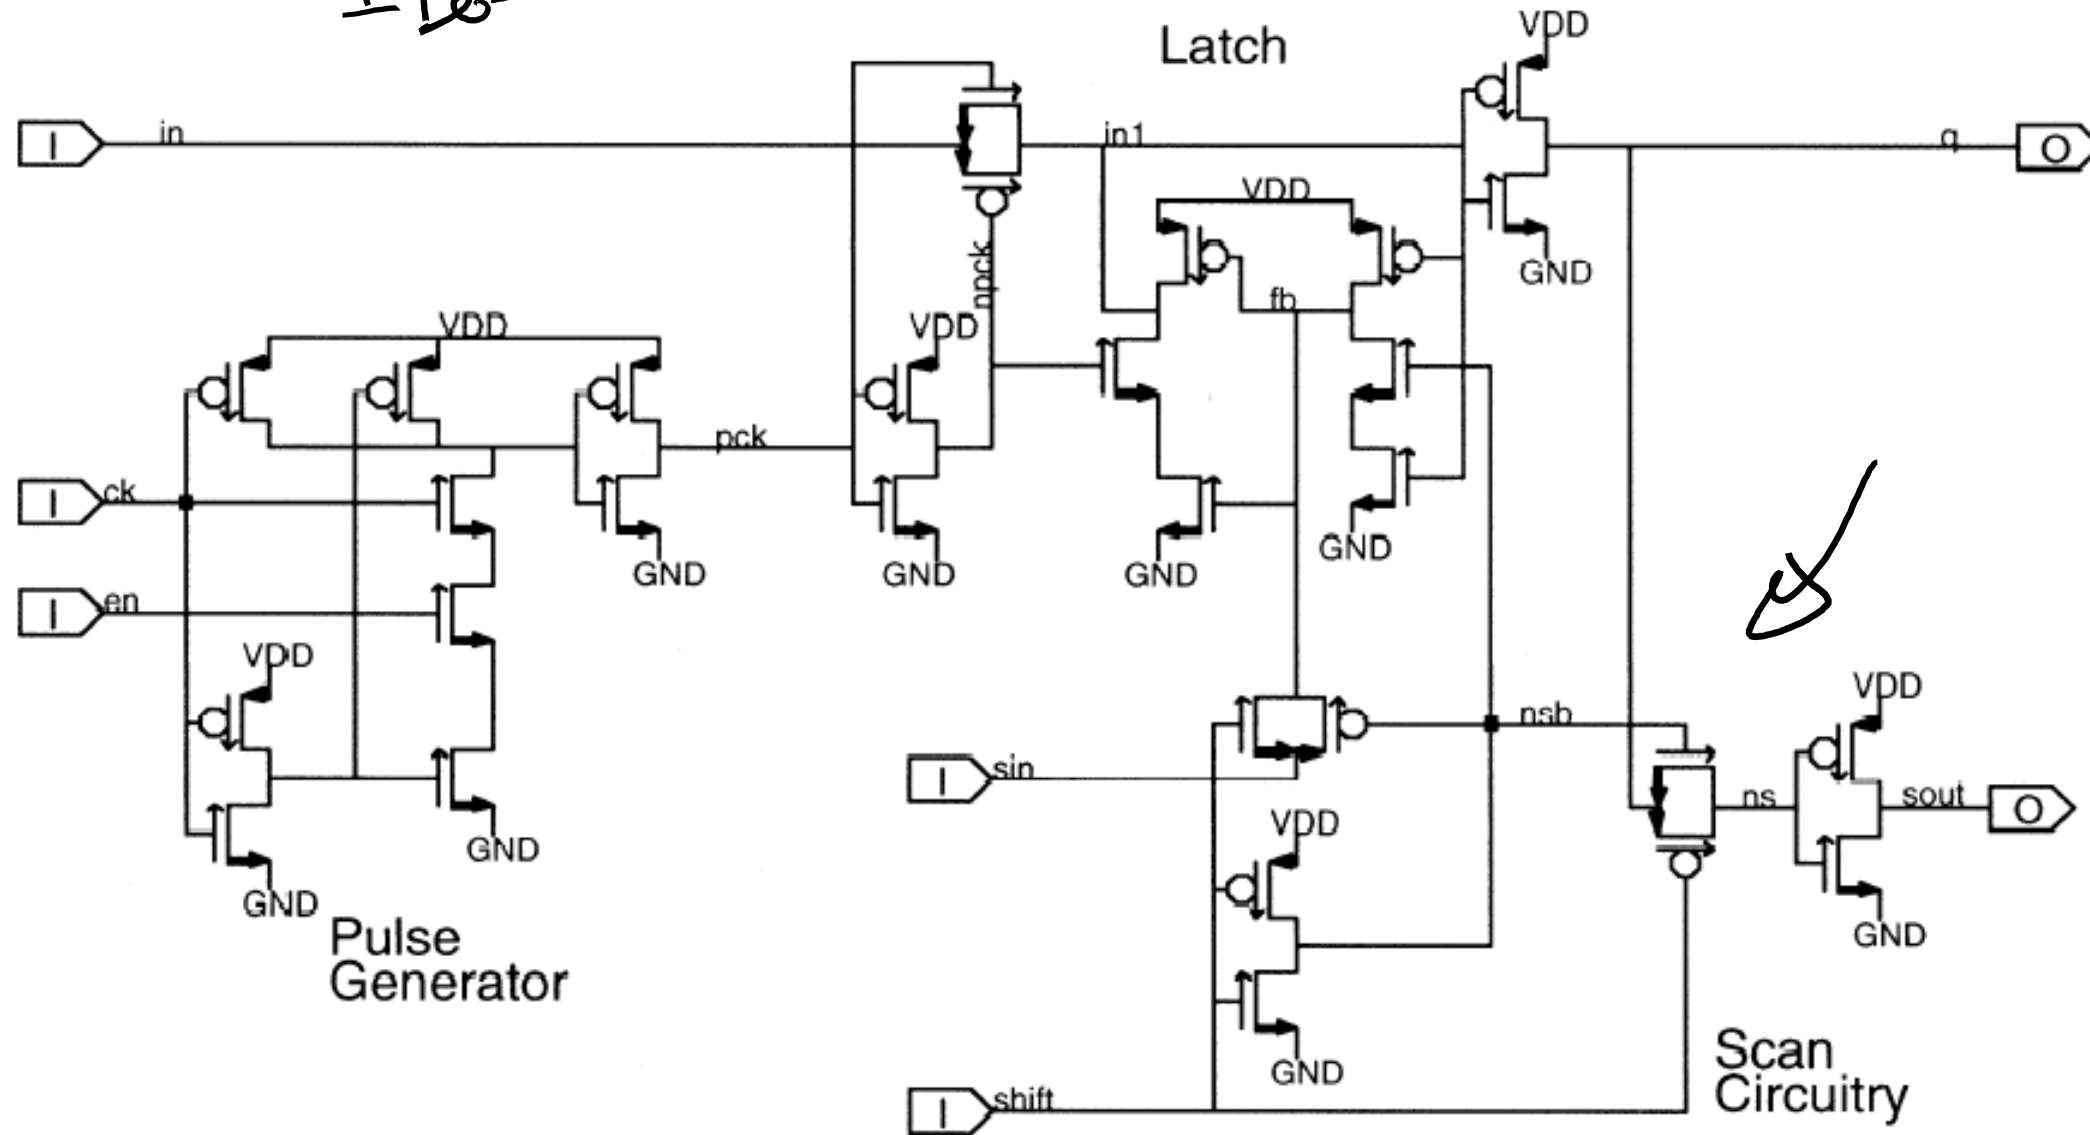 Latch
VDD
I in
in1
q O
VDD
GND
npck
fb
VDD
VDD
pck
I ck
GND
GND
GND
GND
I en
VDD
nsb
VDD
I sin
ns
sout O
VDD
GND
GND
GND
Pulse
Generator
GND
Scan
Circuitry
I shift